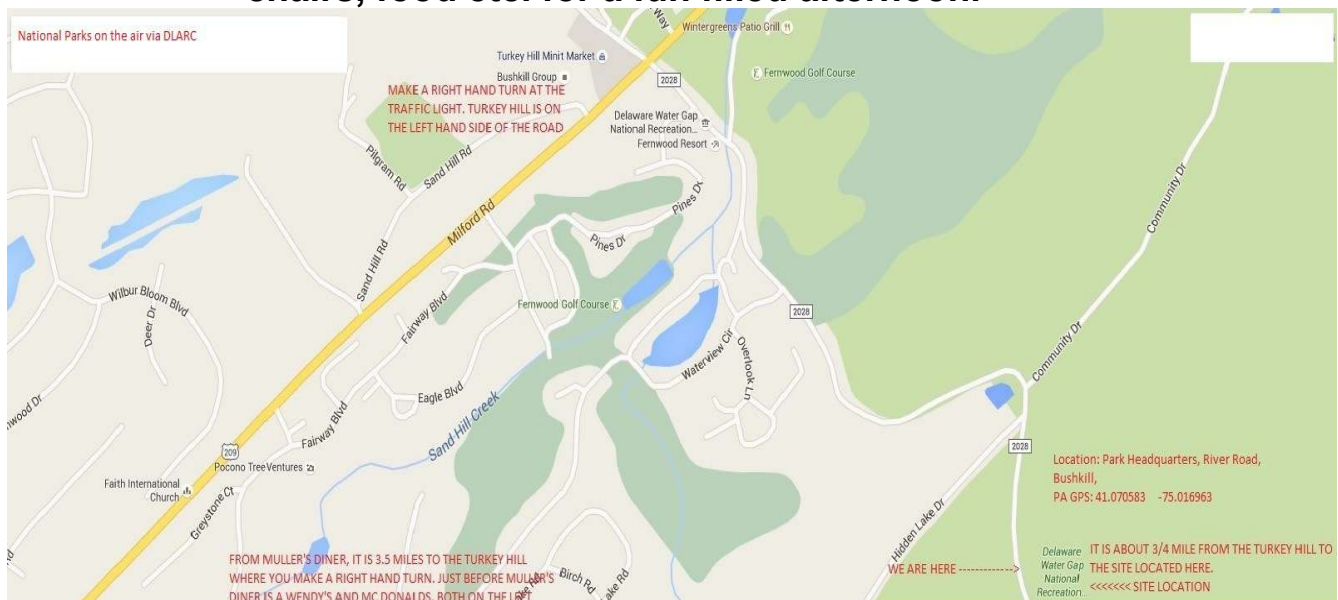 National Parks on the air via DLARC
Way
Wintergreens Patio Grill
Turkey Hill Minit Market
Bushkill Group
2028
Fernwood Golf Course
MAKE A RIGHT HAND TURN AT THE
TRAFFIC LIGHT. TURKEY HILL IS ON
THE LEFT HAND SIDE OF THE ROAD
Delaware Water Gap
National Recreation...
Fernwood Resort
Pilgram Rd
Sand Hill Rd
Milford Rd
Pines Dr
Pines Dr
Community Dr
Sand Hill Rd
Wilbur Bloom Blvd
Deer Dr
Fairway Blvd
Fernwood Golf Course
2028
Waterview Cir
Overlook Ln
Community Dr
Eagle Blvd
nwood Dr
Sand Hill Creek
Fairway Blvd
209
Pocono TreeVentures
2028
Faith International
Church
Greystone Ct
Location: Park Headquarters, River Road,
Bushkill,
PA GPS: 41.070583 -75.016963
Hidden Lake Dr
FROM MULLER'S DINER, IT IS 3.5 MILES TO THE TURKEY HILL
WHERE YOU MAKE A RIGHT HAND TURN. JUST BEFORE MULLER'S
DINER IS A WENDY'S AND MC DONALDS, BOTH ON THE LEFT
Birch Rd
Lake Rd
WE ARE HERE ------------->
Delaware
Water Gap
National
Recreation...
IT IS ABOUT 3/4 MILE FROM THE TURKEY HILL TO
THE SITE LOCATED HERE.
<<<<<<< SITE LOCATION